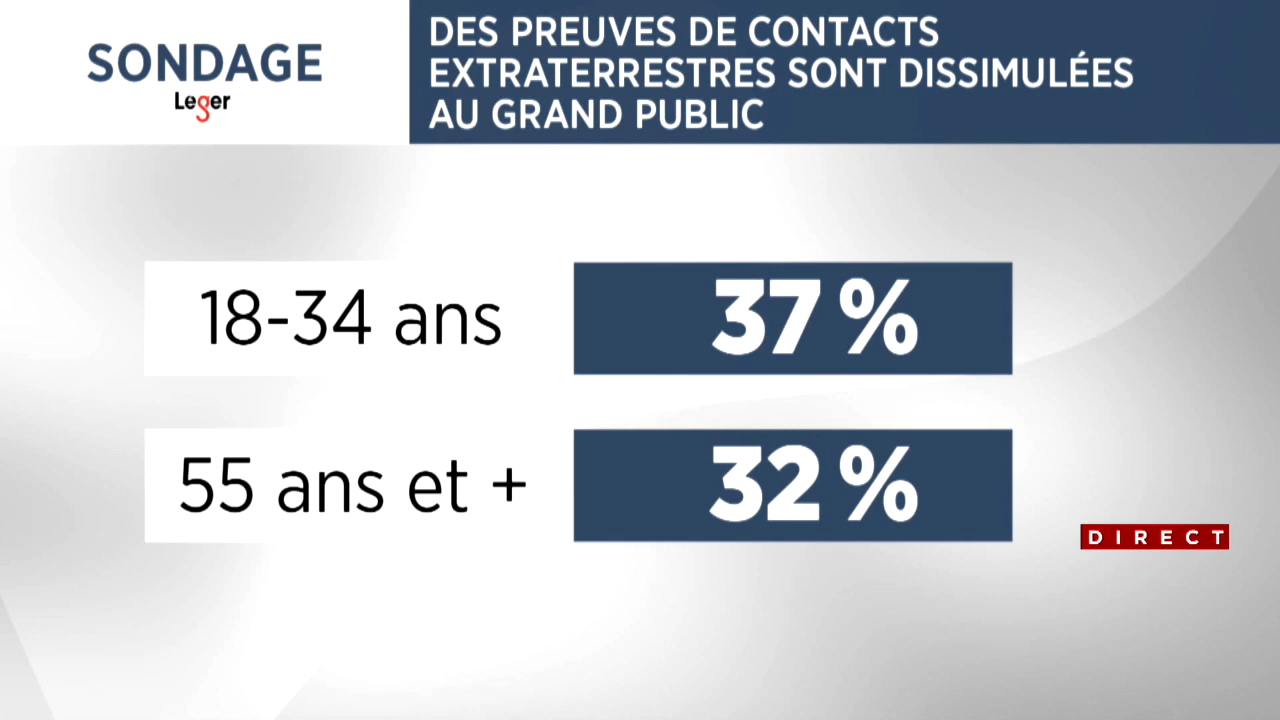 SONDAGE
Leger
DES PREUVES DE CONTACTS
EXTRATERRESTRES SONT DISSIMULÉES
AU GRAND PUBLIC
18-34 ans 37 %
55 ans et + 32 %
DIRECT